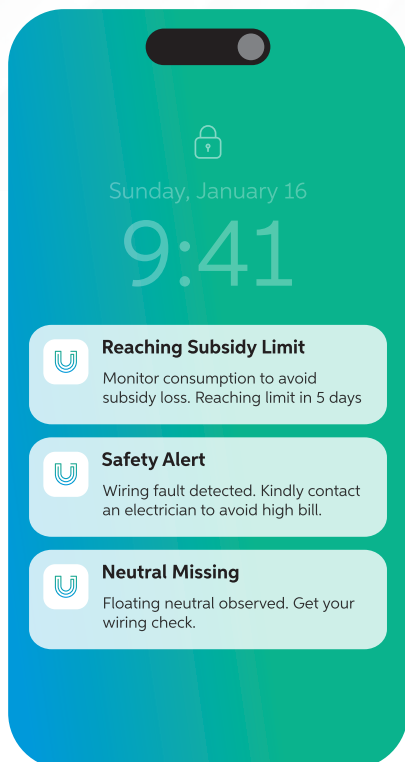 Sunday, January 16
9:41
Reaching Subsidy Limit
Monitor consumption to avoid
subsidy loss. Reaching limit in 5 days
Safety Alert
Wiring fault detected. Kindly contact
an electrician to avoid high bill.
Neutral Missing
Floating neutral observed. Get your
wiring check.